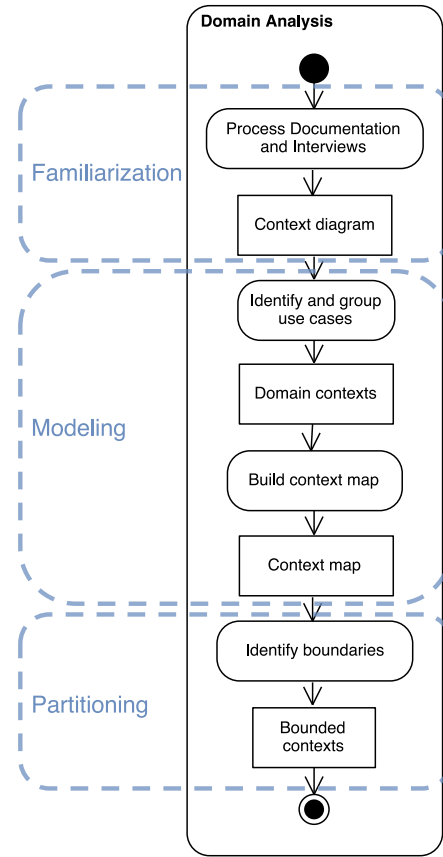 Domain Analysis
Familiarization
Process Documentation
and Interviews
Context diagram
Modeling
Identify and group
use cases
Domain contexts
Build context map
Context map
Partitioning
Identify boundaries
Bounded
contexts